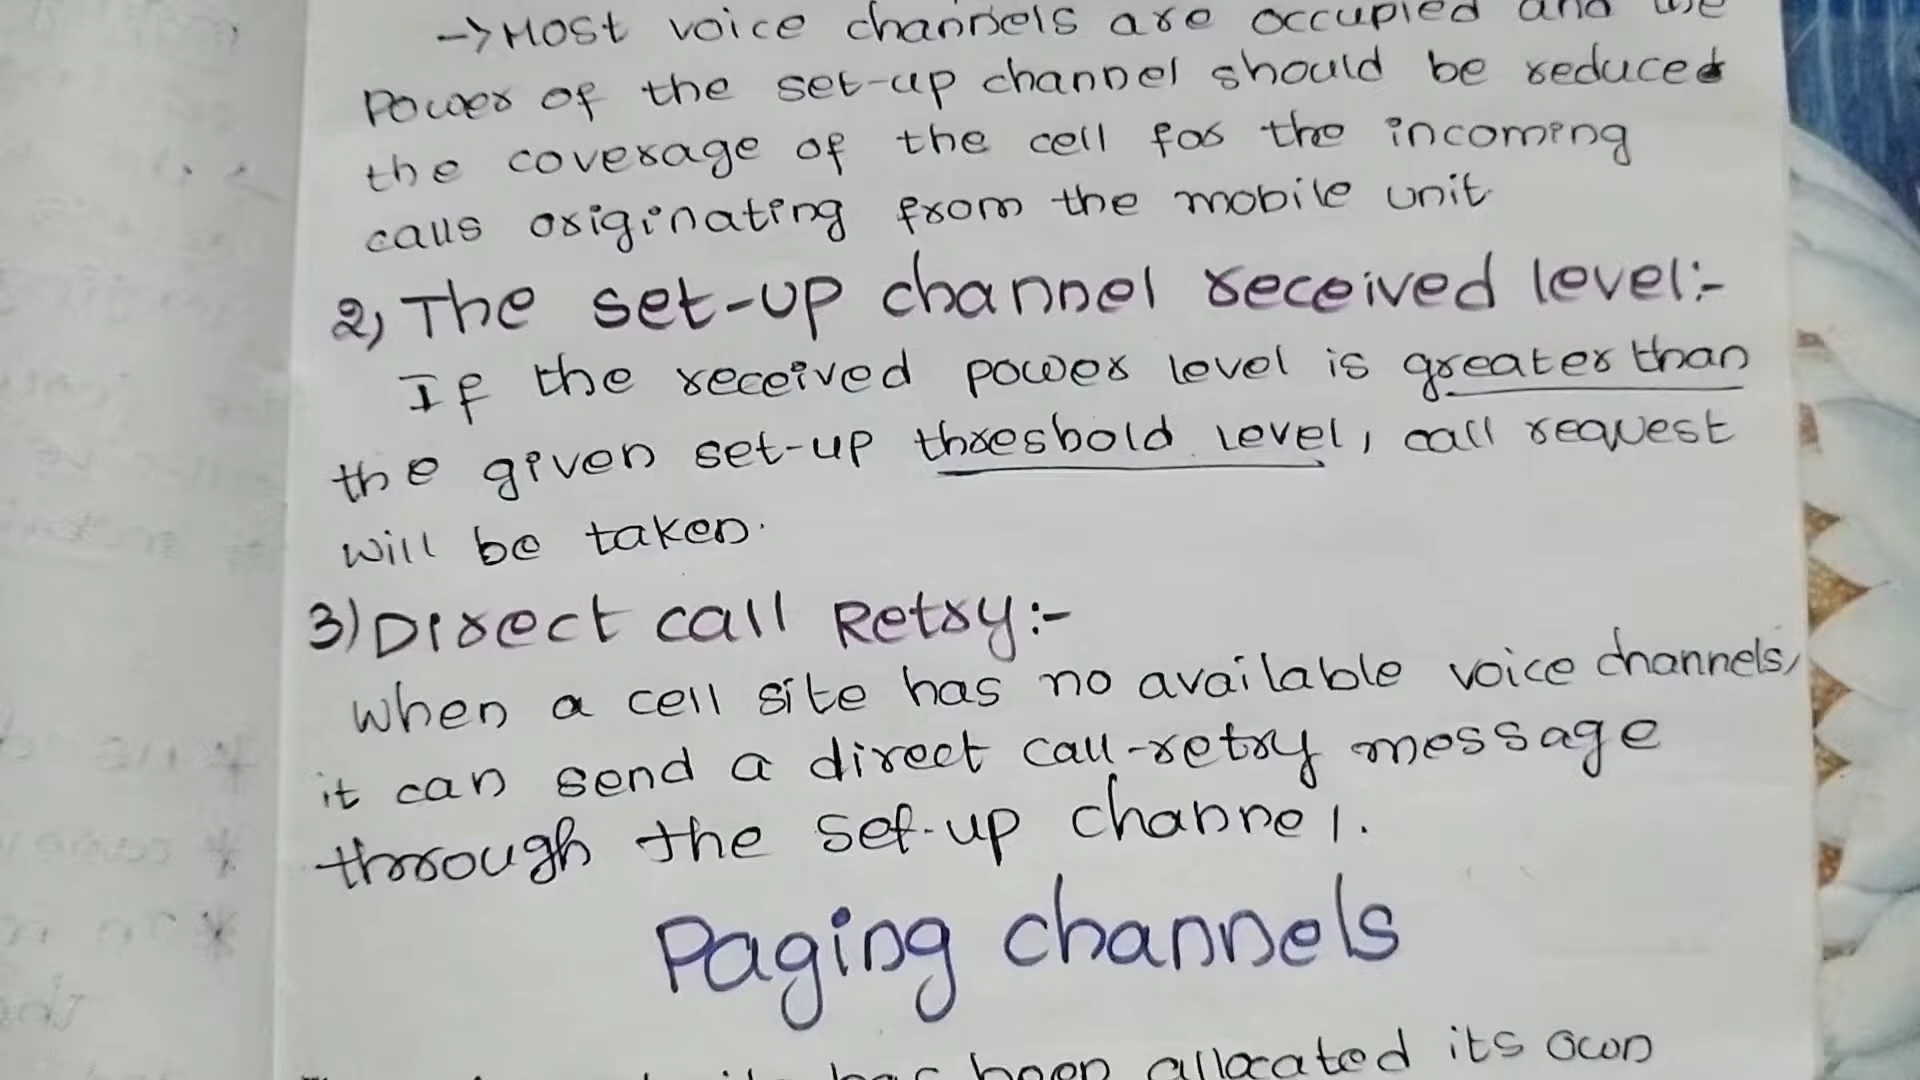 → Most voice channels are occupied and the
Power of the set-up channel should be reduced
the coverage of the cell for the incoming
calls originating from the mobile unit
2) The set-up channel received level:-
If the received power level is greater than
the given set-up threshold level, call request
will be taken.
3) Direct call Retry:-
When a cell site has no available voice channels,
it can send a direct call-retry message
through the set-up channel.
Paging channels
has been allocated its own